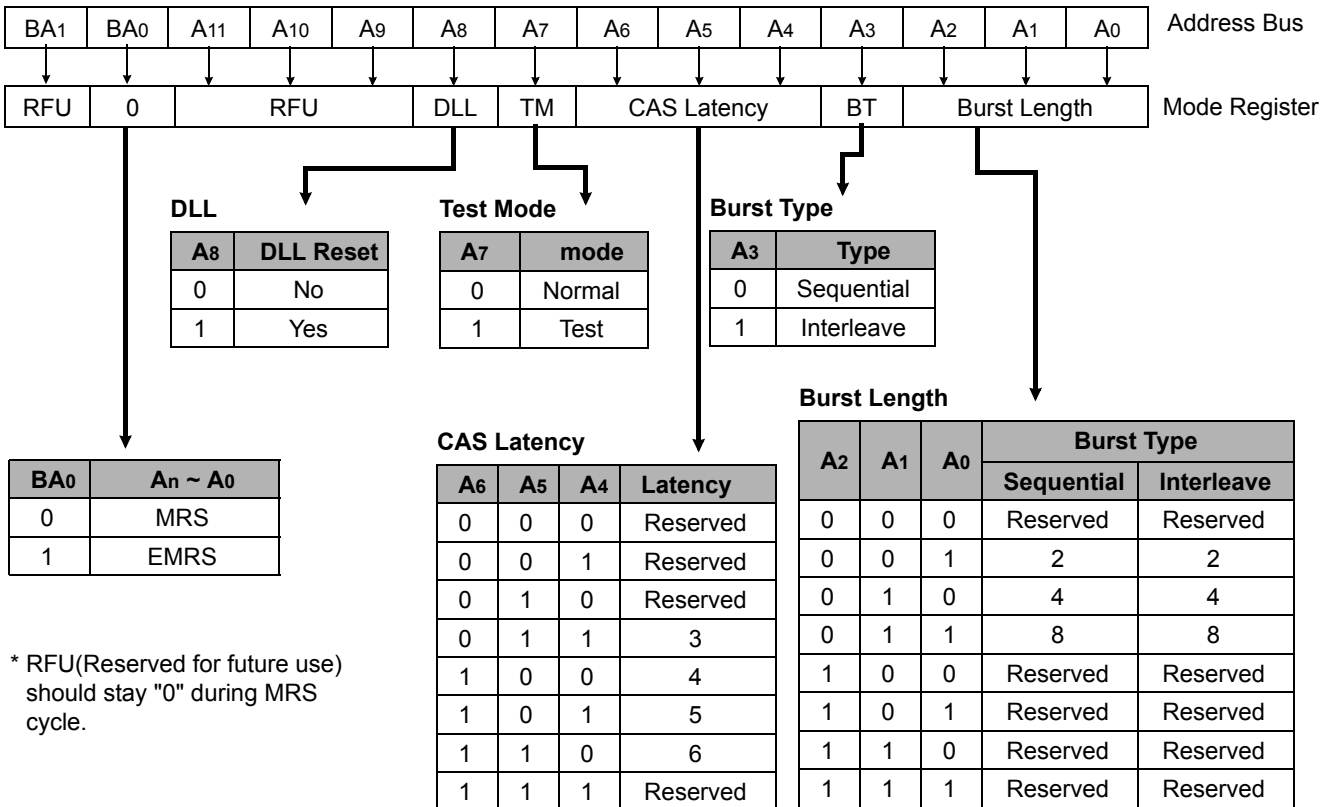 BA1 BA0 A11 A10 A9 A8 A7 A6 A5 A4 A3 A2 A1 A0 Address Bus
RFU 0 RFU DLL TM CAS Latency BT Burst Length Mode Register
DLL
A8 DLL Reset
0 No
1 Yes
Test Mode
A7 mode
0 Normal
1 Test
Burst Type
A3 Type
0 Sequential
1 Interleave
BA0 An ~ A0
0 MRS
1 EMRS
* RFU(Reserved for future use)
should stay "0" during MRS
cycle.
CAS Latency
A6 A5 A4 Latency
0 0 0 Reserved
0 0 1 Reserved
0 1 0 Reserved
0 1 1 3
1 0 0 4
1 0 1 5
1 1 0 6
1 1 1 Reserved
Burst Length
A2 A1 A0 Burst Type
Sequential Interleave
0 0 0 Reserved Reserved
0 0 1 2 2
0 1 0 4 4
0 1 1 8 8
1 0 0 Reserved Reserved
1 0 1 Reserved Reserved
1 1 0 Reserved Reserved
1 1 1 Reserved Reserved